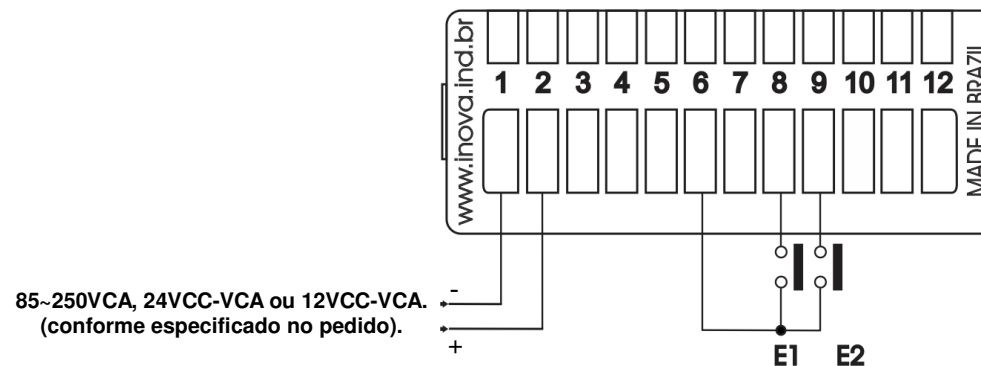 www.inova.ind.br
1 2 3 4 5 6 7 8 9 10 11 12
MADE IN BRAZIL
-
85~250VCA, 24VCC-VCA ou 12VCC-VCA.
(conforme especificado no pedido).
+
E1 E2